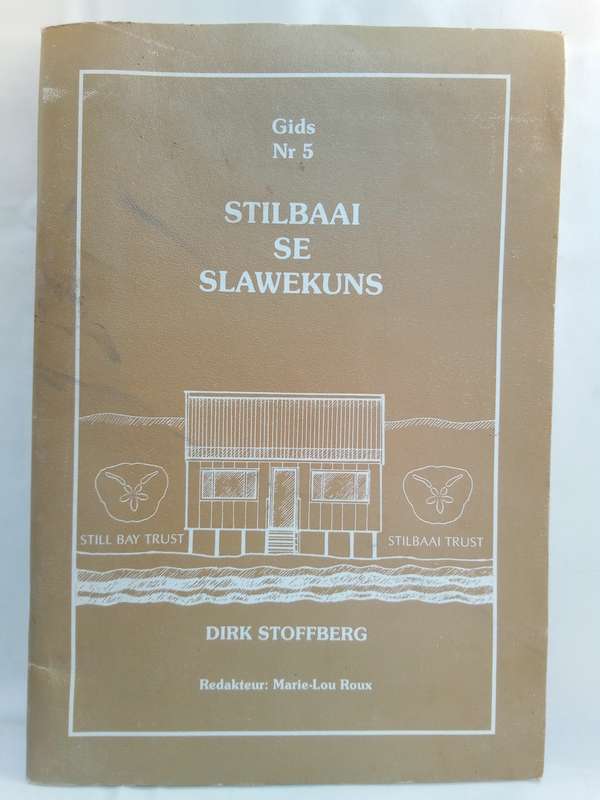 Gids
Nr 5
STILBAAI
SE
SLAWEKUNS
STILL BAY TRUST
STILBAAI TRUST
DIRK STOFFBERG
Redakteur: Marie-Lou Roux